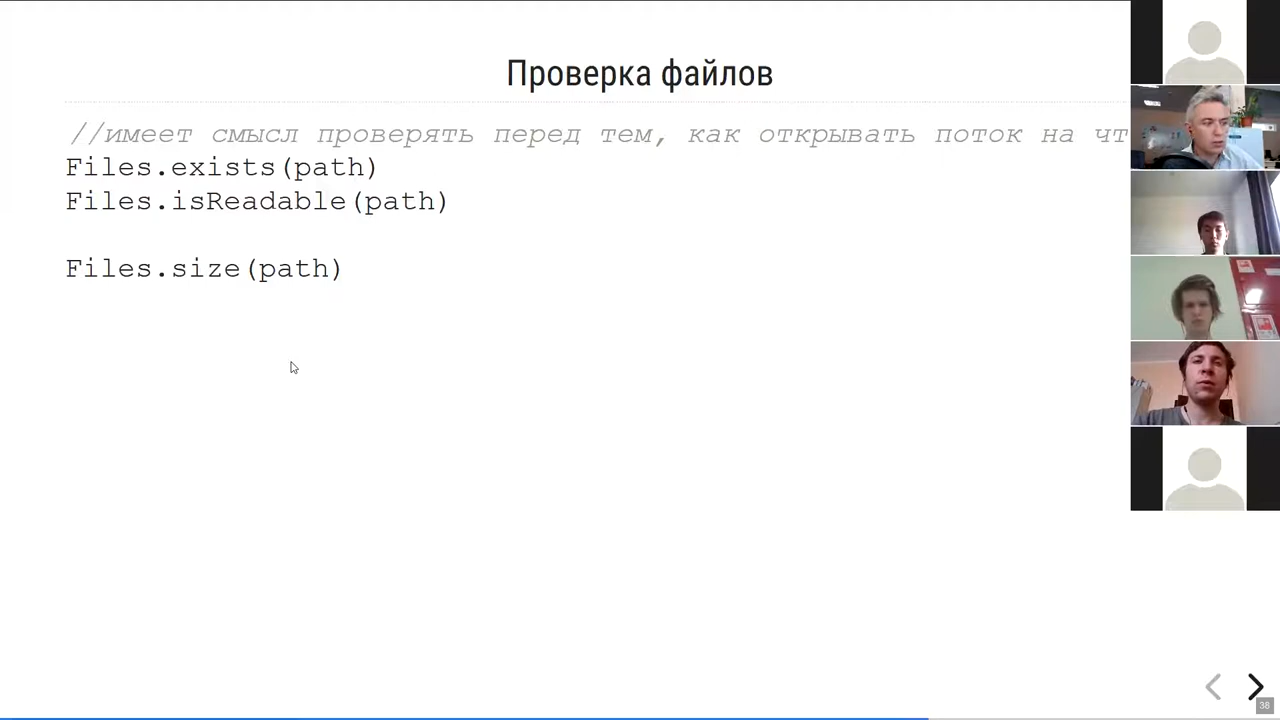 Проверка файлов
//имеет смысл проверять перед тем, как открывать поток на чт
Files.exists(path)
Files.isReadable(path)
Files.size(path)
38